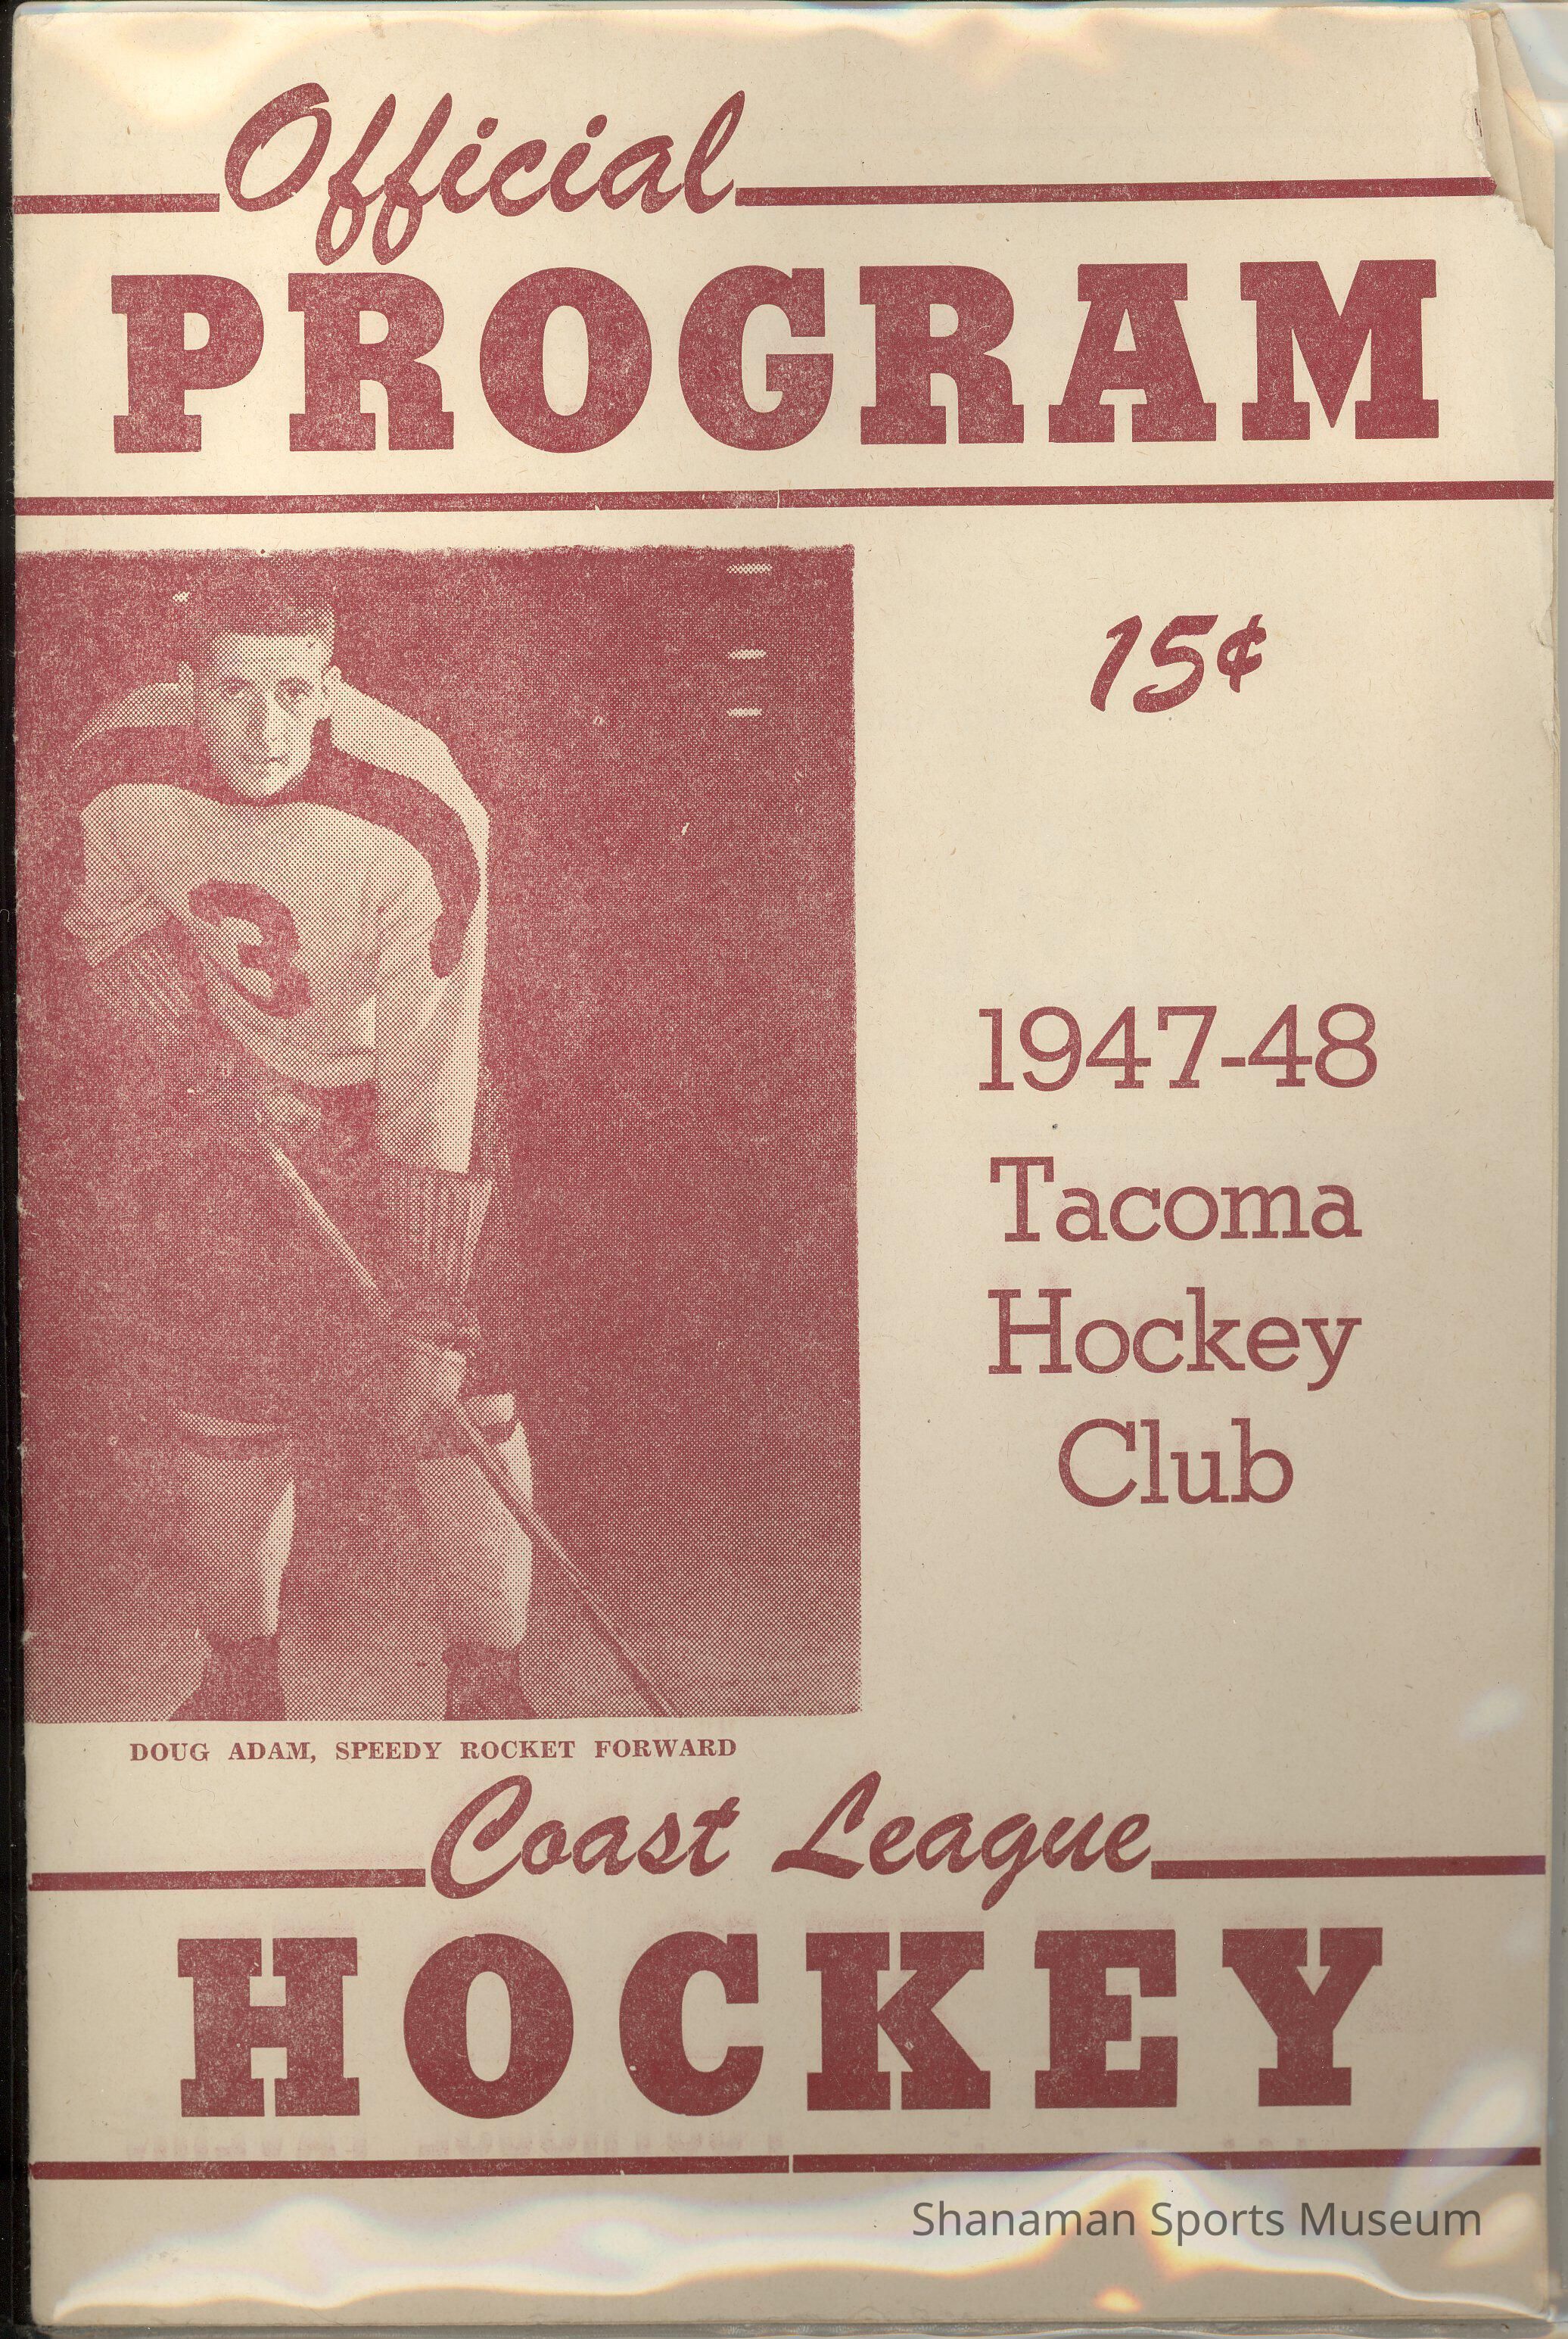 Official
PROGRAM
15¢
3
1947-48
Tacoma
Hockey
Club
DOUG ADAM, SPEEDY ROCKET FORWARD
Coast League
HOCKEY
Shanaman Sports Museum